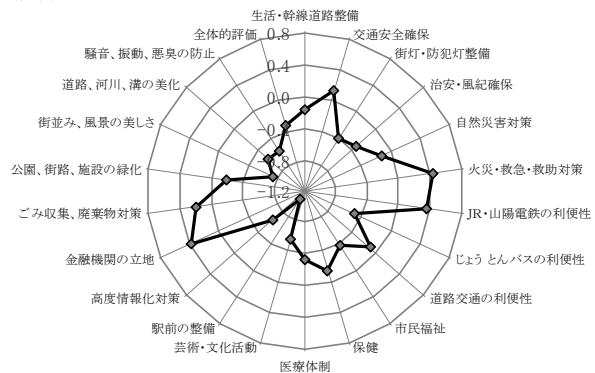 生活・幹線道路整備
交通安全確保
街灯・防犯灯整備
治安・風紀確保
自然災害対策
火災・救急・救助対策
JR・山陽電鉄の利便性
じょうとんバスの利便性
道路交通の利便性
市民福祉
保健
医療体制
芸術・文化活動
駅前の整備
高度情報化対策
金融機関の立地
ごみ収集、廃棄物対策
公園、街路、施設の緑化
街並み、風景の美しさ
道路、河川、溝の美化
騒音、振動、悪臭の防止
全体的評価
0.8
0.4
0.0
−1.2